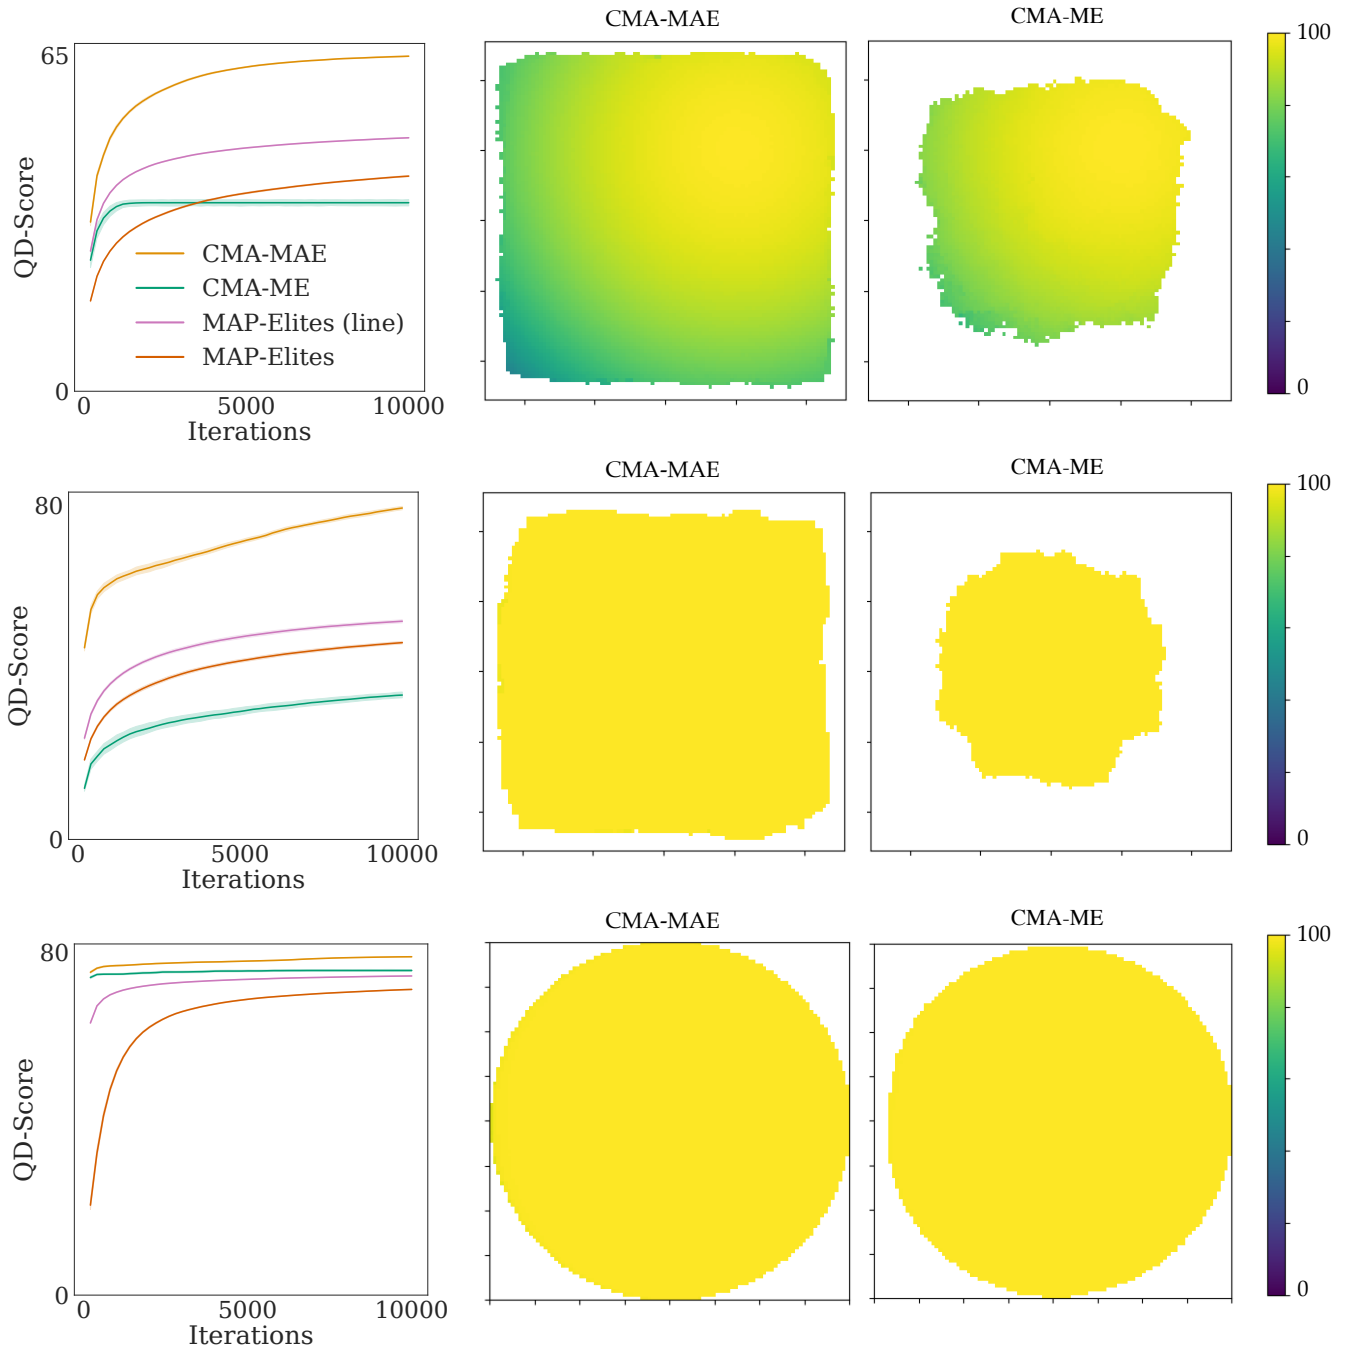 CMA-MAE
CMA-ME
65
QD-Score
CMA-MAE
CMA-ME
MAP-Elites (line)
MAP-Elites
0
0
5000
10000
Iterations
100
0
CMA-MAE
CMA-ME
80
QD-Score
0
0
5000
10000
Iterations
100
0
CMA-MAE
CMA-ME
80
QD-Score
0
0
5000
10000
Iterations
100
0